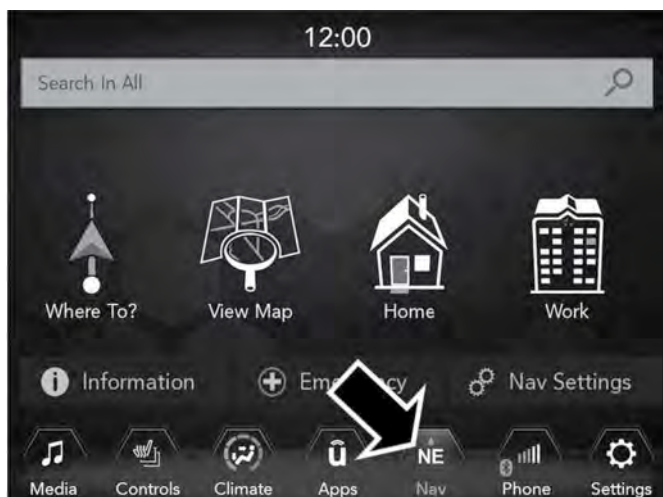 12:00
Search In All
Where To? View Map Home Work
Information Nav Settings
û NE
Media Controls Climate Apps Nav Phone Settings